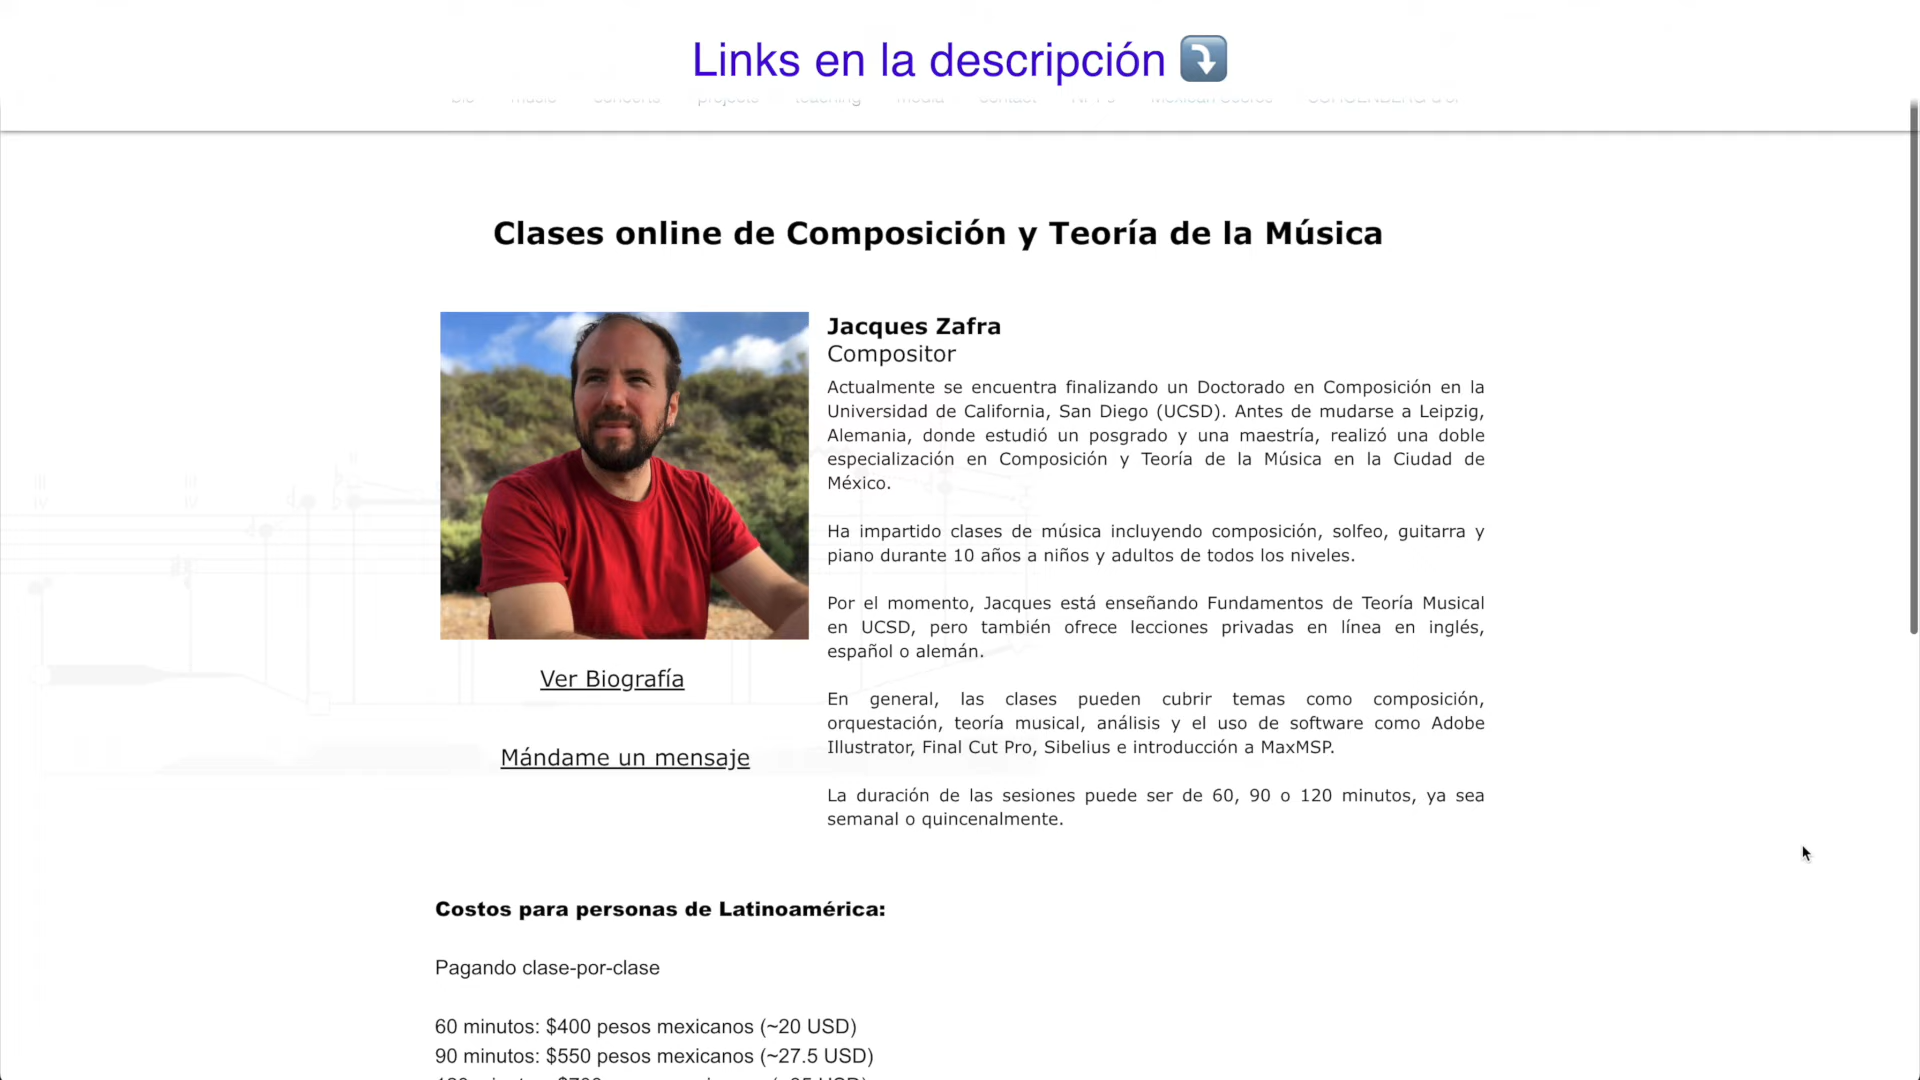 Links en la descripción
bio music concerts projects teaching media contact
Clases online de Composición y Teoría de la Música
Jacques Zafra
Compositor
Actualmente se encuentra finalizando un Doctorado en Composición en la
Universidad de California, San Diego (UCSD). Antes de mudarse a Leipzig,
Alemania, donde estudió un posgrado y una maestría, realizó una doble
especialización en Composición y Teoría de la Música en la Ciudad de
México.
Ha impartido clases de música incluyendo composición, solfeo, guitarra y
piano durante 10 años a niños y adultos de todos los niveles.
Por el momento, Jacques está enseñando Fundamentos de Teoría Musical
en UCSD, pero también ofrece lecciones privadas en línea en inglés,
español o alemán.
En general, las clases pueden cubrir temas como composición,
orquestación, teoría musical, análisis y el uso de software como Adobe
Illustrator, Final Cut Pro, Sibelius e introducción a MaxMSP.
La duración de las sesiones puede ser de 60, 90 o 120 minutos, ya sea
semanal o quincenalmente.
Ver Biografía
Mándame un mensaje
Costos para personas de Latinoamérica:
Pagando clase-por-clase
60 minutos: $400 pesos mexicanos (~20 USD)
90 minutos: $550 pesos mexicanos (~27.5 USD)